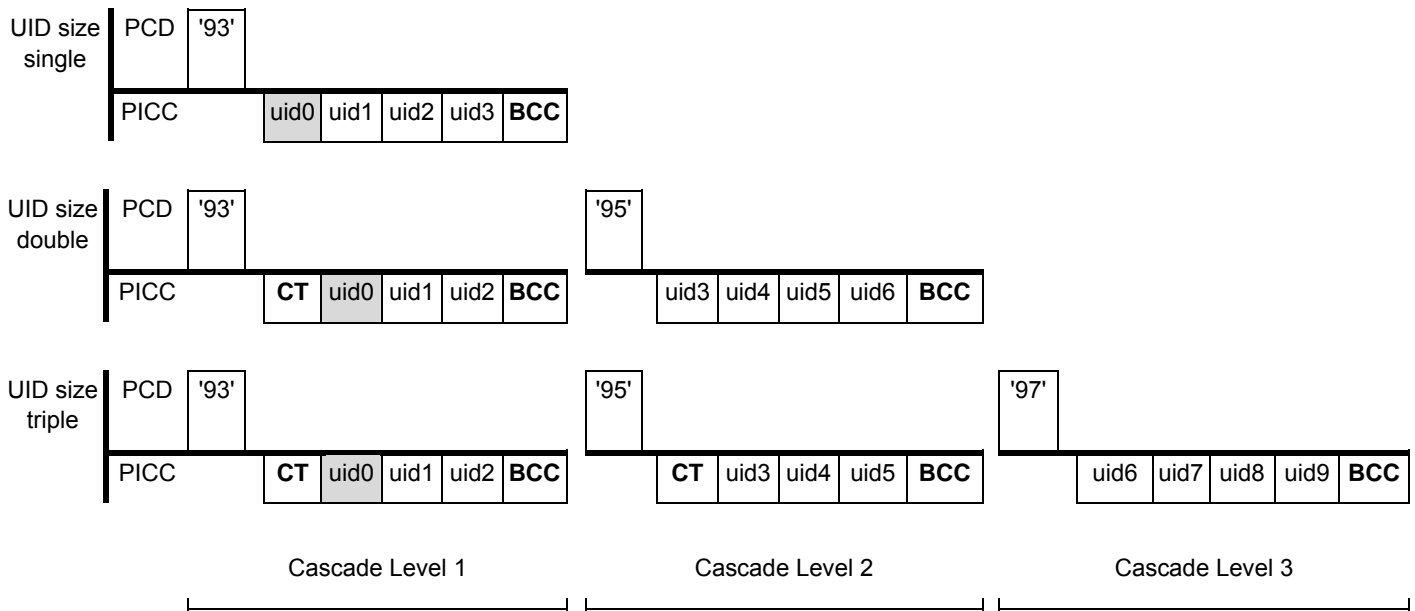 UID size single PCD '93'
PICC uid0 uid1 uid2 uid3 BCC
UID size double PCD '93' '95'
PICC CT uid0 uid1 uid2 BCC uid3 uid4 uid5 uid6 BCC
UID size triple PCD '93' '95' '97'
PICC CT uid0 uid1 uid2 BCC CT uid3 uid4 uid5 BCC uid6 uid7 uid8 uid9 BCC
Cascade Level 1 Cascade Level 2 Cascade Level 3